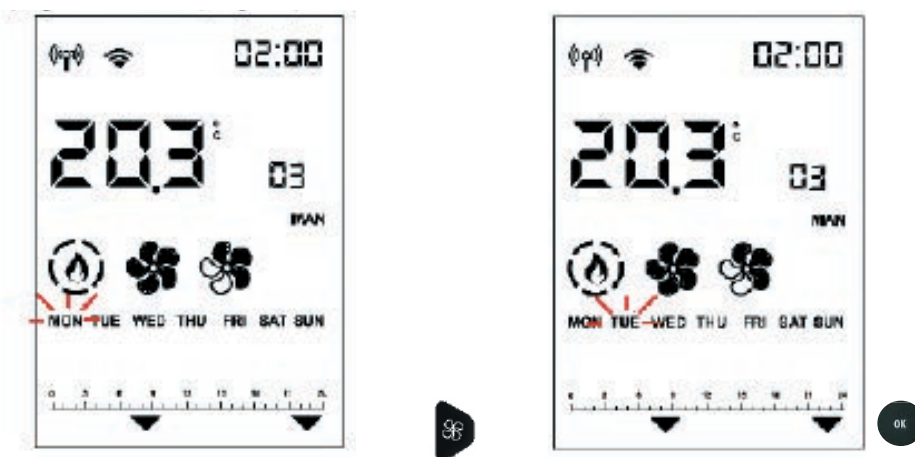 02:00
20.3 °C
03
MAN
MON TUE WED THU FRI SAT SUN
02:00
20.3 °C
03
MAN
MON TUE WED THU FRI SAT SUN
OK